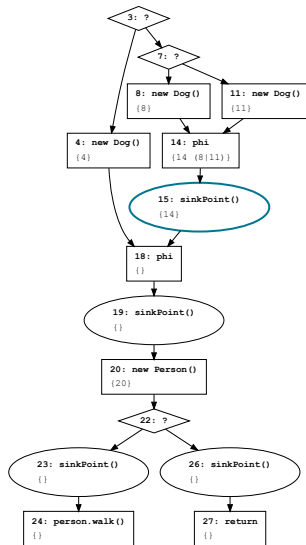 3: ?
7: ?
8: new Dog()
{8}
11: new Dog()
{11}
4: new Dog()
{4}
14: phi
{14 (8|11)}
15: sinkPoint()
{14}
18: phi
{}
19: sinkPoint()
{}
20: new Person()
{20}
22: ?
23: sinkPoint()
{}
26: sinkPoint()
{}
24: person.walk()
{}
27: return
{}